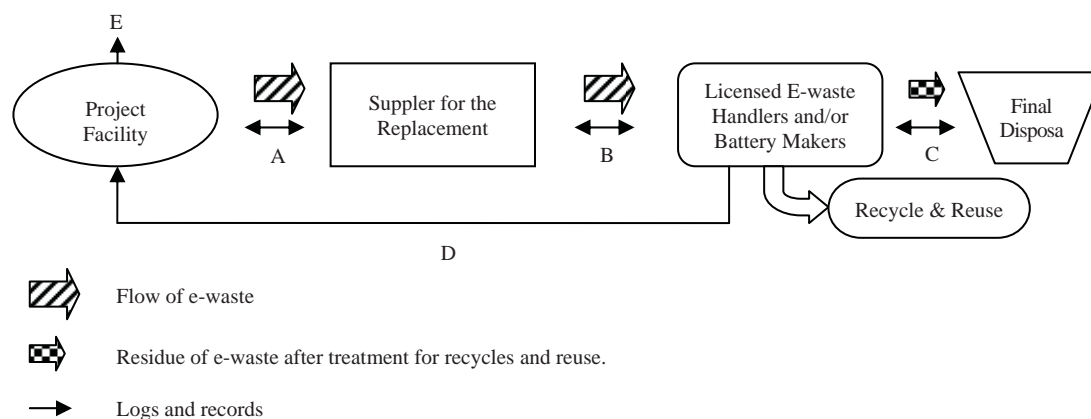 E
Project
Facility
Suppler for the
Replacement
Licensed E-waste
Handlers and/or
Battery Makers
Final
Disposa
A
B
C
Recycle & Reuse
D
Flow of e-waste
Residue of e-waste after treatment for recycles and reuse.
Logs and records